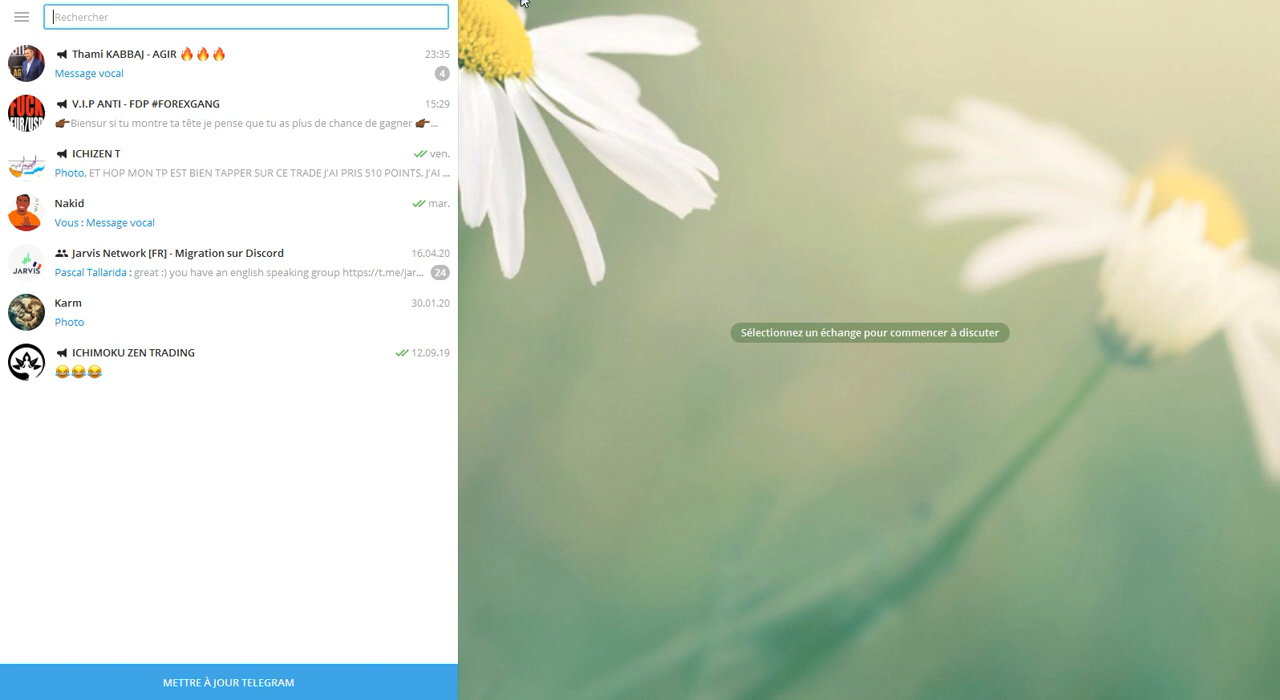 Rechercher
Thami KABBAJ - AGIR 🔥🔥🔥 23:35
Message vocal 4
V.I.P ANTI - FDP #FOREXGANG 15:29
👉🏾Biensur si tu montre ta tête je pense que tu as plus de chance de gagner 👉🏾...
ICHIZEN T ven.
Photo, ET HOP MON TP EST BIEN TAPPER SUR CE TRADE J'AI PRIS 510 POINTS. J'AI ...
Nakid mar.
Vous : Message vocal
Jarvis Network [FR] - Migration sur Discord 16.04.20
Pascal Tallarida : great :) you have an english speaking group https://t.me/jar... 24
JARVIS
Karm 30.01.20
Photo
ICHIMOKU ZEN TRADING 12.09.19
😂😂😂
Sélectionnez un échange pour commencer à discuter
METTRE À JOUR TELEGRAM